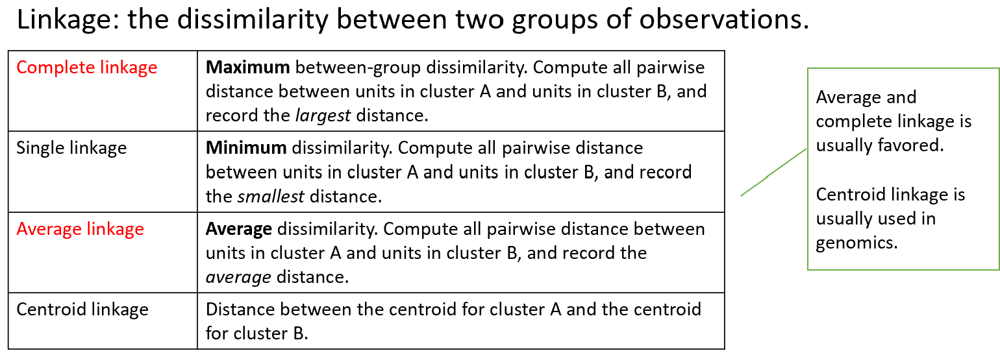 Linkage: the dissimilarity between two groups of observations.
Complete linkage
Maximum between-group dissimilarity. Compute all pairwise
distance between units in cluster A and units in cluster B, and
record the largest distance.
Single linkage
Minimum dissimilarity. Compute all pairwise distance
between units in cluster A and units in cluster B, and record
the smallest distance.
Average linkage
Average dissimilarity. Compute all pairwise distance between
units in cluster A and units in cluster B, and record the
average distance.
Centroid linkage
Distance between the centroid for cluster A and the centroid
for cluster B.
Average and
complete linkage is
usually favored.
Centroid linkage is
usually used in
genomics.